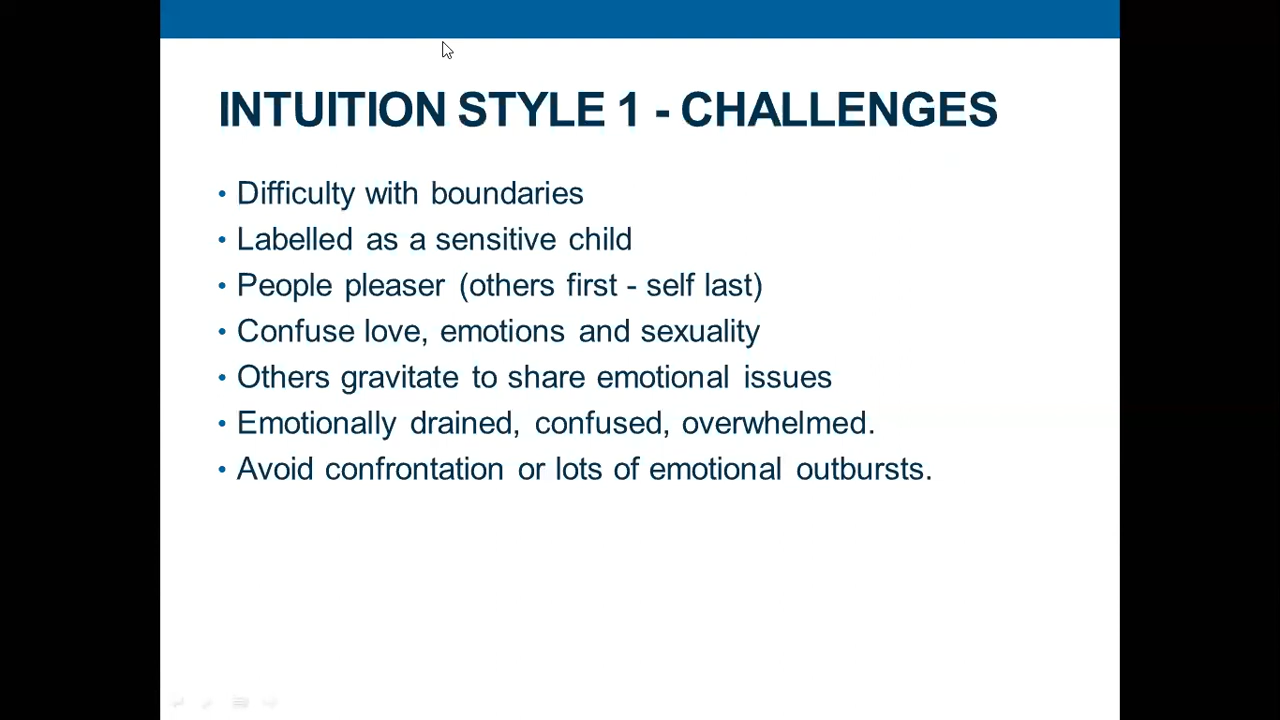 INTUITION STYLE 1 - CHALLENGES
• Difficulty with boundaries
• Labelled as a sensitive child
• People pleaser (others first - self last)
• Confuse love, emotions and sexuality
• Others gravitate to share emotional issues
• Emotionally drained, confused, overwhelmed.
• Avoid confrontation or lots of emotional outbursts.